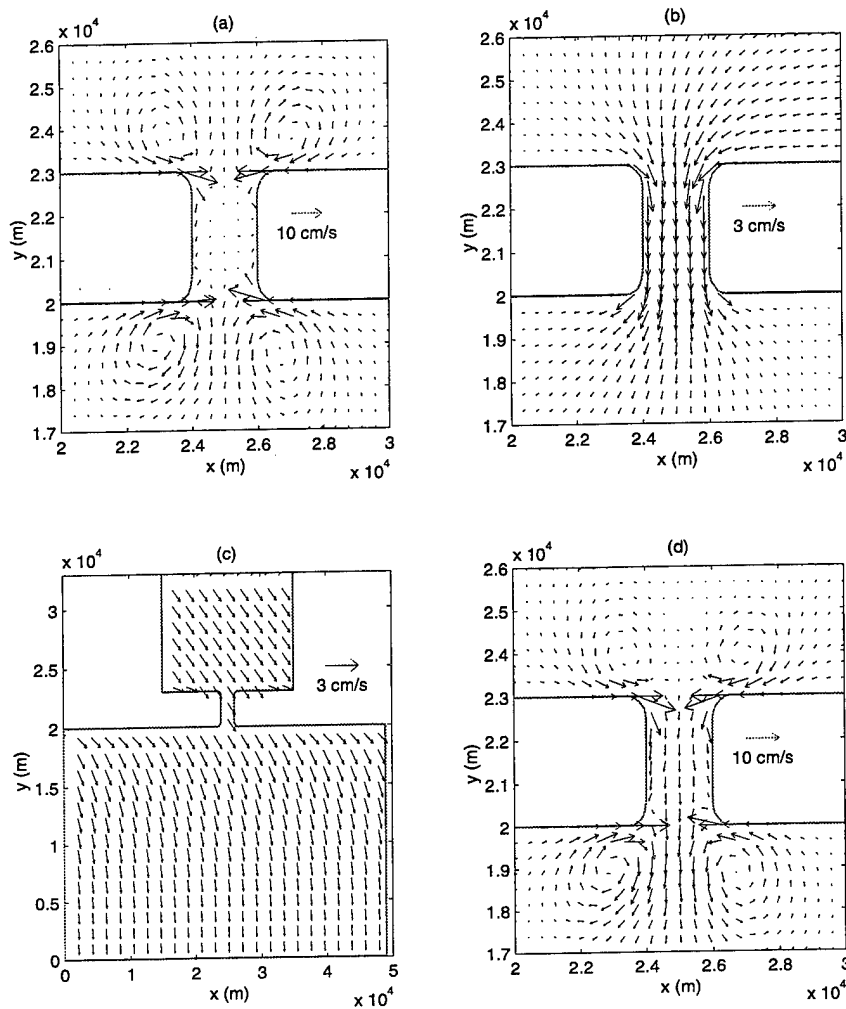 (a)
x 10^4
2.6
2.5
2.4
2.3
2.2
2.1
2
1.9
1.8
1.7
y (m)
10 cm/s
2 2.2 2.4 2.6 2.8 3
x (m)
x 10^4
(b)
x 10^4
2.6
2.5
2.4
2.3
2.2
2.1
2
1.9
1.8
1.7
y (m)
3 cm/s
2 2.2 2.4 2.6 2.8 3
x (m)
x 10^4
(c)
x 10^4
3
2.5
2
1.5
1
0.5
0
y (m)
3 cm/s
0 1 2 3 4 5
x (m)
x 10^4
(d)
x 10^4
2.6
2.5
2.4
2.3
2.2
2.1
2
1.9
1.8
1.7
y (m)
10 cm/s
2 2.2 2.4 2.6 2.8 3
x (m)
x 10^4